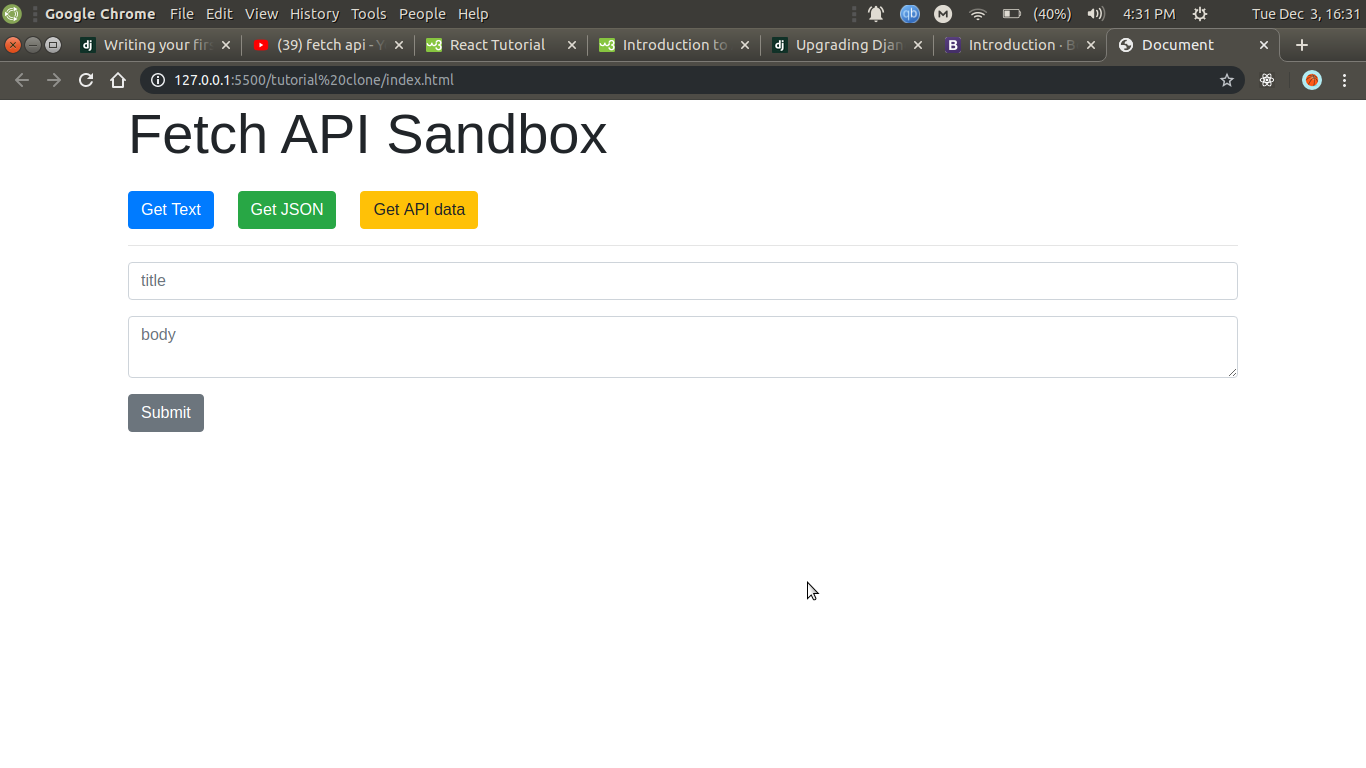 Google Chrome File Edit View History Tools People Help qb M (40%) 4:31 PM Tue Dec 3, 16:31
dj Writing your fir (39) fetch api - Y w3 React Tutorial w3 Introduction to dj Upgrading Djan B Introduction · B Document
127.0.0.1:5500/tutorial%20clone/index.html
Fetch API Sandbox
Get Text Get JSON Get API data
title
body
Submit